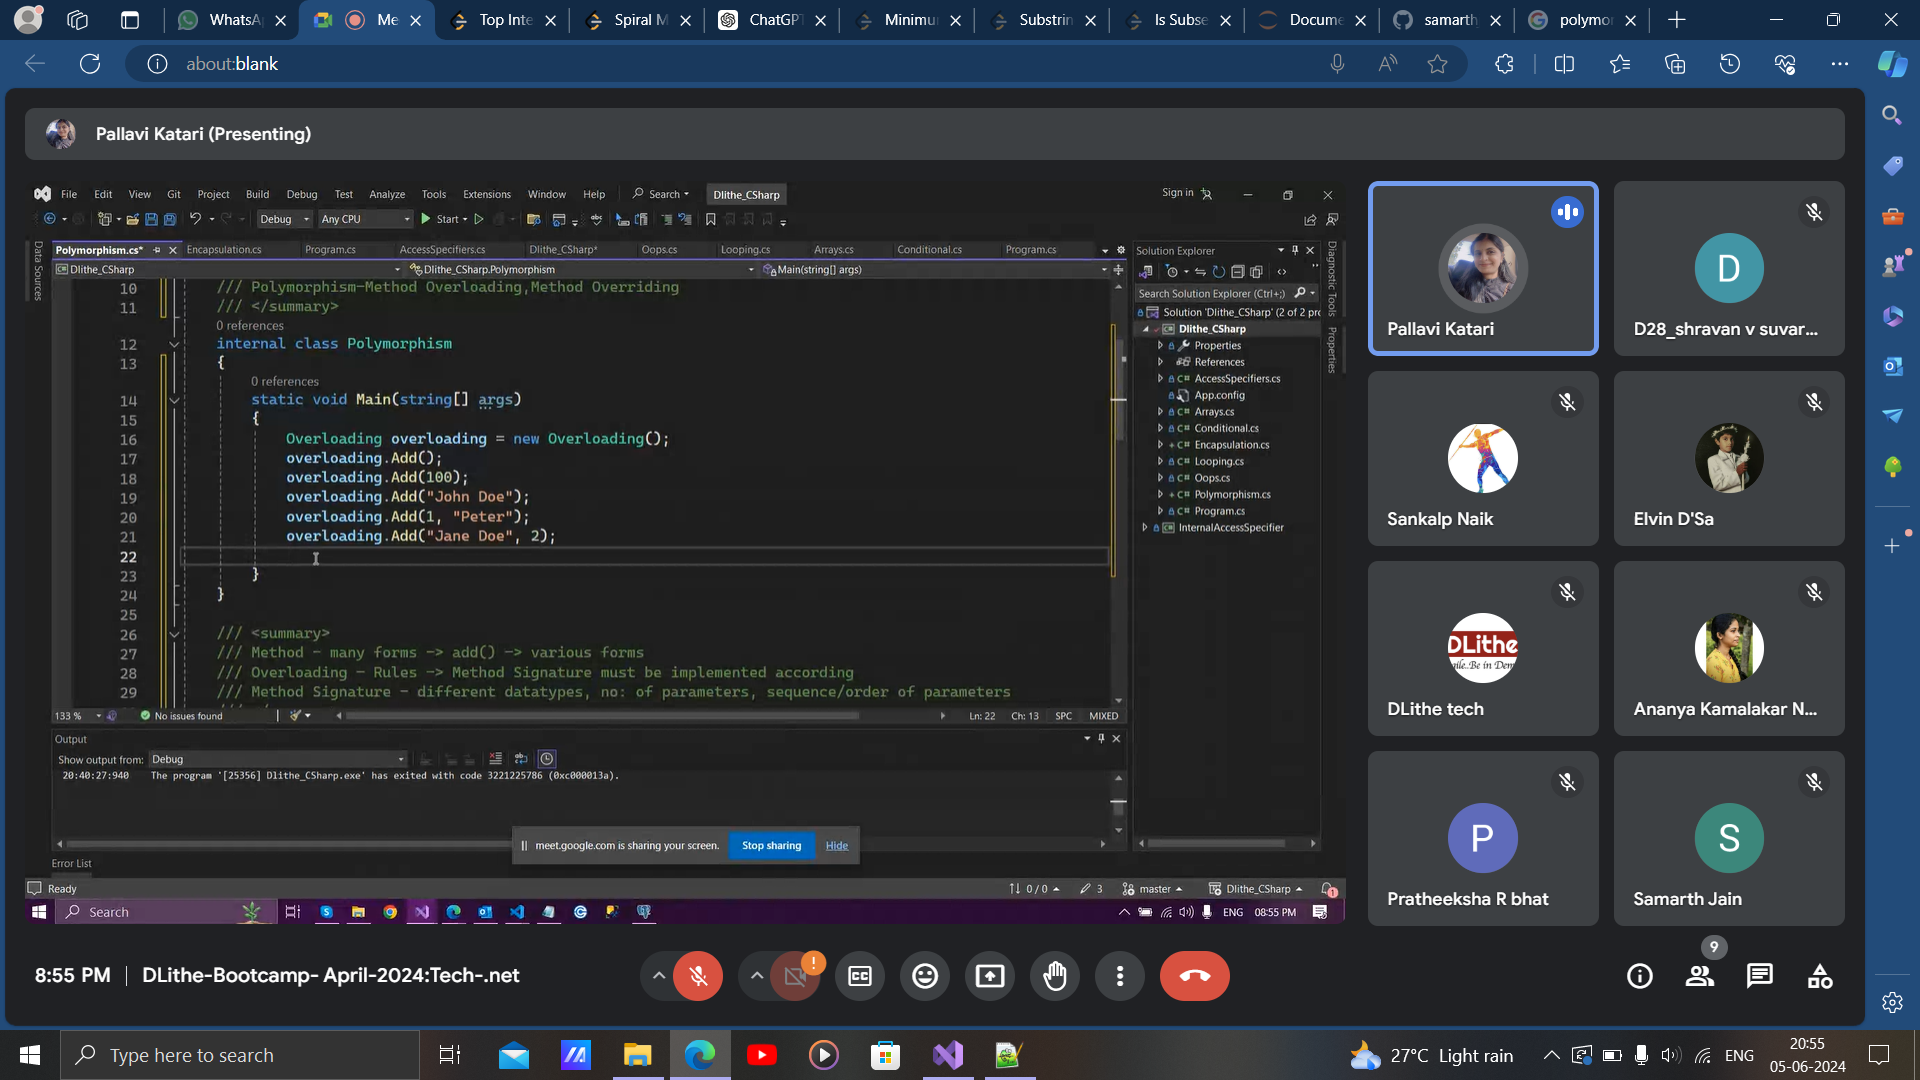 WhatsA
Me
Top Inte
Spiral M
ChatGPT
Minimu
Substrin
Is Subse
Docume
samarth
polymo
about:blank
Pallavi Katari (Presenting)
File Edit View Git Project Build Debug Test Analyze Tools Extensions Window Help Search Dlithe_CSharp Sign in
Debug Any CPU Start
Data Sources
Polymorphism.cs* Encapsulation.cs Program.cs AccessSpecifiers.cs Dlithe_CSharp* Oops.cs Looping.cs Arrays.cs Conditional.cs Program.cs
Dlithe_CSharp Dlithe_CSharp.Polymorphism Main(string[] args)
10 /// Polymorphism-Method Overloading,Method Overriding
11 /// </summary>
0 references
12 internal class Polymorphism
13 {
0 references
14 static void Main(string[] args)
15 {
16 Overloading overloading = new Overloading();
17 overloading.Add();
18 overloading.Add(100);
19 overloading.Add("John Doe");
20 overloading.Add(1, "Peter");
21 overloading.Add("Jane Doe", 2);
22
23 }
24 }
25
26 /// <summary>
27 /// Method - many forms -> add() -> various forms
28 /// Overloading - Rules -> Method Signature must be implemented according
29 /// Method Signature - different datatypes, no: of parameters, sequence/order of parameters
133 % No issues found Ln: 22 Ch: 13 SPC MIXED
Output
Show output from: Debug
20:40:27:940 The program '[25356] Dlithe_CSharp.exe' has exited with code 3221225786 (0xc000013a).
Error List
Solution Explorer
Search Solution Explorer (Ctrl+;)
Solution 'Dlithe_CSharp' (2 of 2 pro
Dlithe_CSharp
Properties
References
AccessSpecifiers.cs
App.config
Arrays.cs
Conditional.cs
Encapsulation.cs
Looping.cs
Oops.cs
Polymorphism.cs
Program.cs
InternalAccessSpecifier
Diagnostic Tools
Properties
meet.google.com is sharing your screen. Stop sharing Hide
Ready 0 / 0 3 master Dlithe_CSharp 1
Search ENG 08:55 PM
Pallavi Katari
D
D28_shravan v suvar...
Sankalp Naik
Elvin D'Sa
DLithe
DLithe tech
Ananya Kamalakar N...
P
Pratheeksha R bhat
S
Samarth Jain
8:55 PM DLithe-Bootcamp- April-2024:Tech-.net
!
CC
9
Type here to search
27°C Light rain
ENG
20:55
05-06-2024